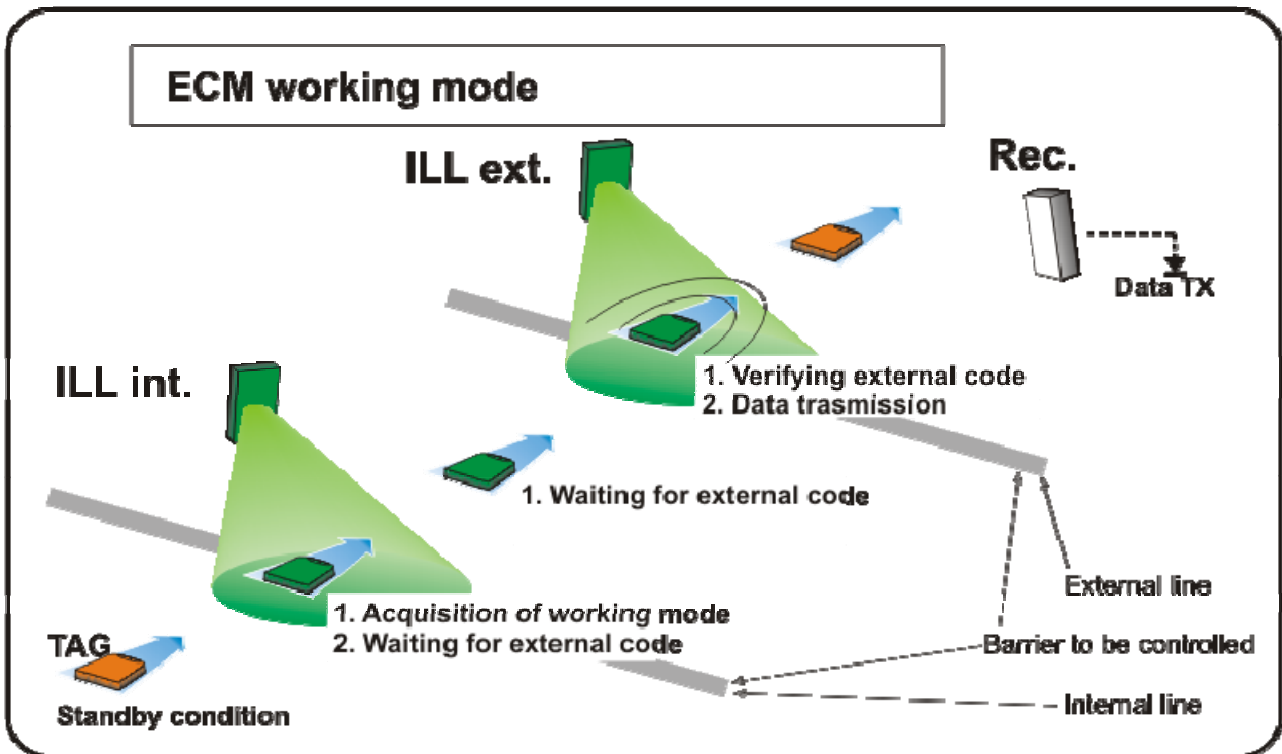 ECM working mode
ILL ext.
Rec.
Data TX
ILL int.
1. Verifying external code
2. Data trasmission
1. Waiting for external code
External line
1. Acquisition of working mode
2. Waiting for external code
Barrier to be controlled
TAG
Internal line
Standby condition